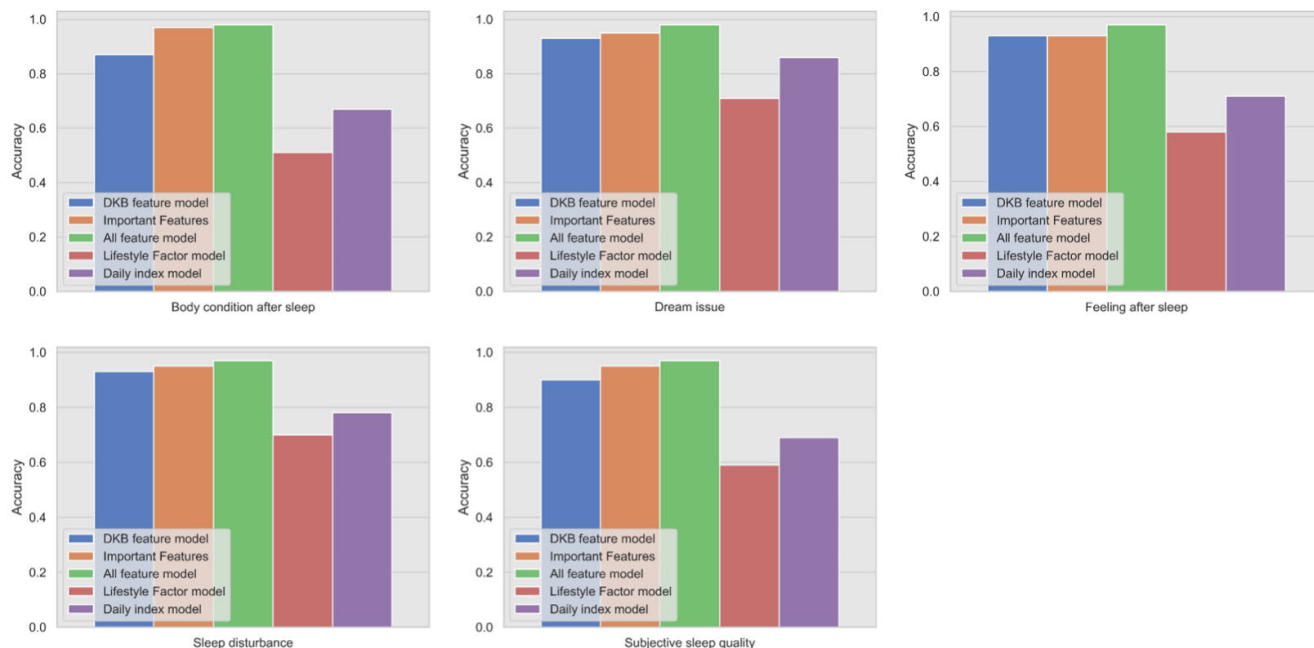 Accuracy
1.0
0.8
0.6
0.4
0.2
0.0
DKB feature model
Important Features
All feature model
Lifestyle Factor model
Daily index model
Body condition after sleep
Accuracy
1.0
0.8
0.6
0.4
0.2
0.0
DKB feature model
Important Features
All feature model
Lifestyle Factor model
Daily index model
Dream issue
Accuracy
1.0
0.8
0.6
0.4
0.2
0.0
DKB feature model
Important Features
All feature model
Lifestyle Factor model
Daily index model
Feeling after sleep
Accuracy
1.0
0.8
0.6
0.4
0.2
0.0
DKB feature model
Important Features
All feature model
Lifestyle Factor model
Daily index model
Sleep disturbance
Accuracy
1.0
0.8
0.6
0.4
0.2
0.0
DKB feature model
Important Features
All feature model
Lifestyle Factor model
Daily index model
Subjective sleep quality